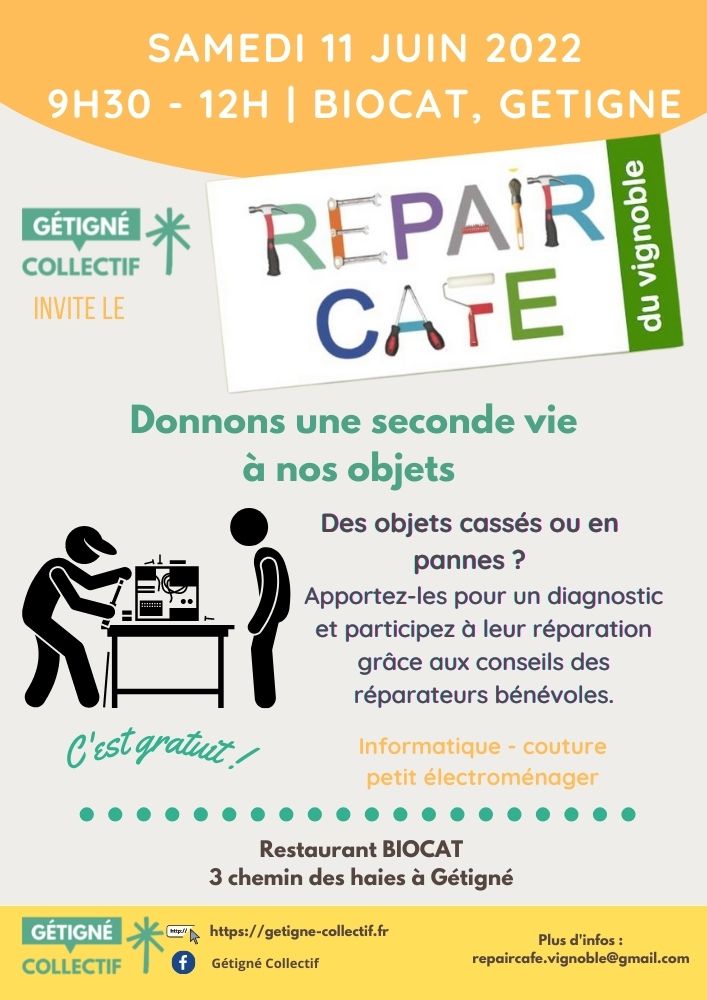 SAMEDI 11 JUIN 2022
9H30 - 12H | BIOCAT, GETIGNE
GÉTIGNÉ
COLLECTIF
INVITE LE
REPAIR
CAFE
du vignoble
Donnons une seconde vie
à nos objets
Des objets cassés ou en
pannes ?
Apportez-les pour un diagnostic
et participez à leur réparation
grâce aux conseils des
réparateurs bénévoles.
C'est gratuit !
Informatique - couture
petit électroménager
Restaurant BIOCAT
3 chemin des haies à Gétigné
GÉTIGNÉ
COLLECTIF
http://
https://getigne-collectif.fr
Gétigné Collectif
Plus d'infos :
repaircafe.vignoble@gmail.com